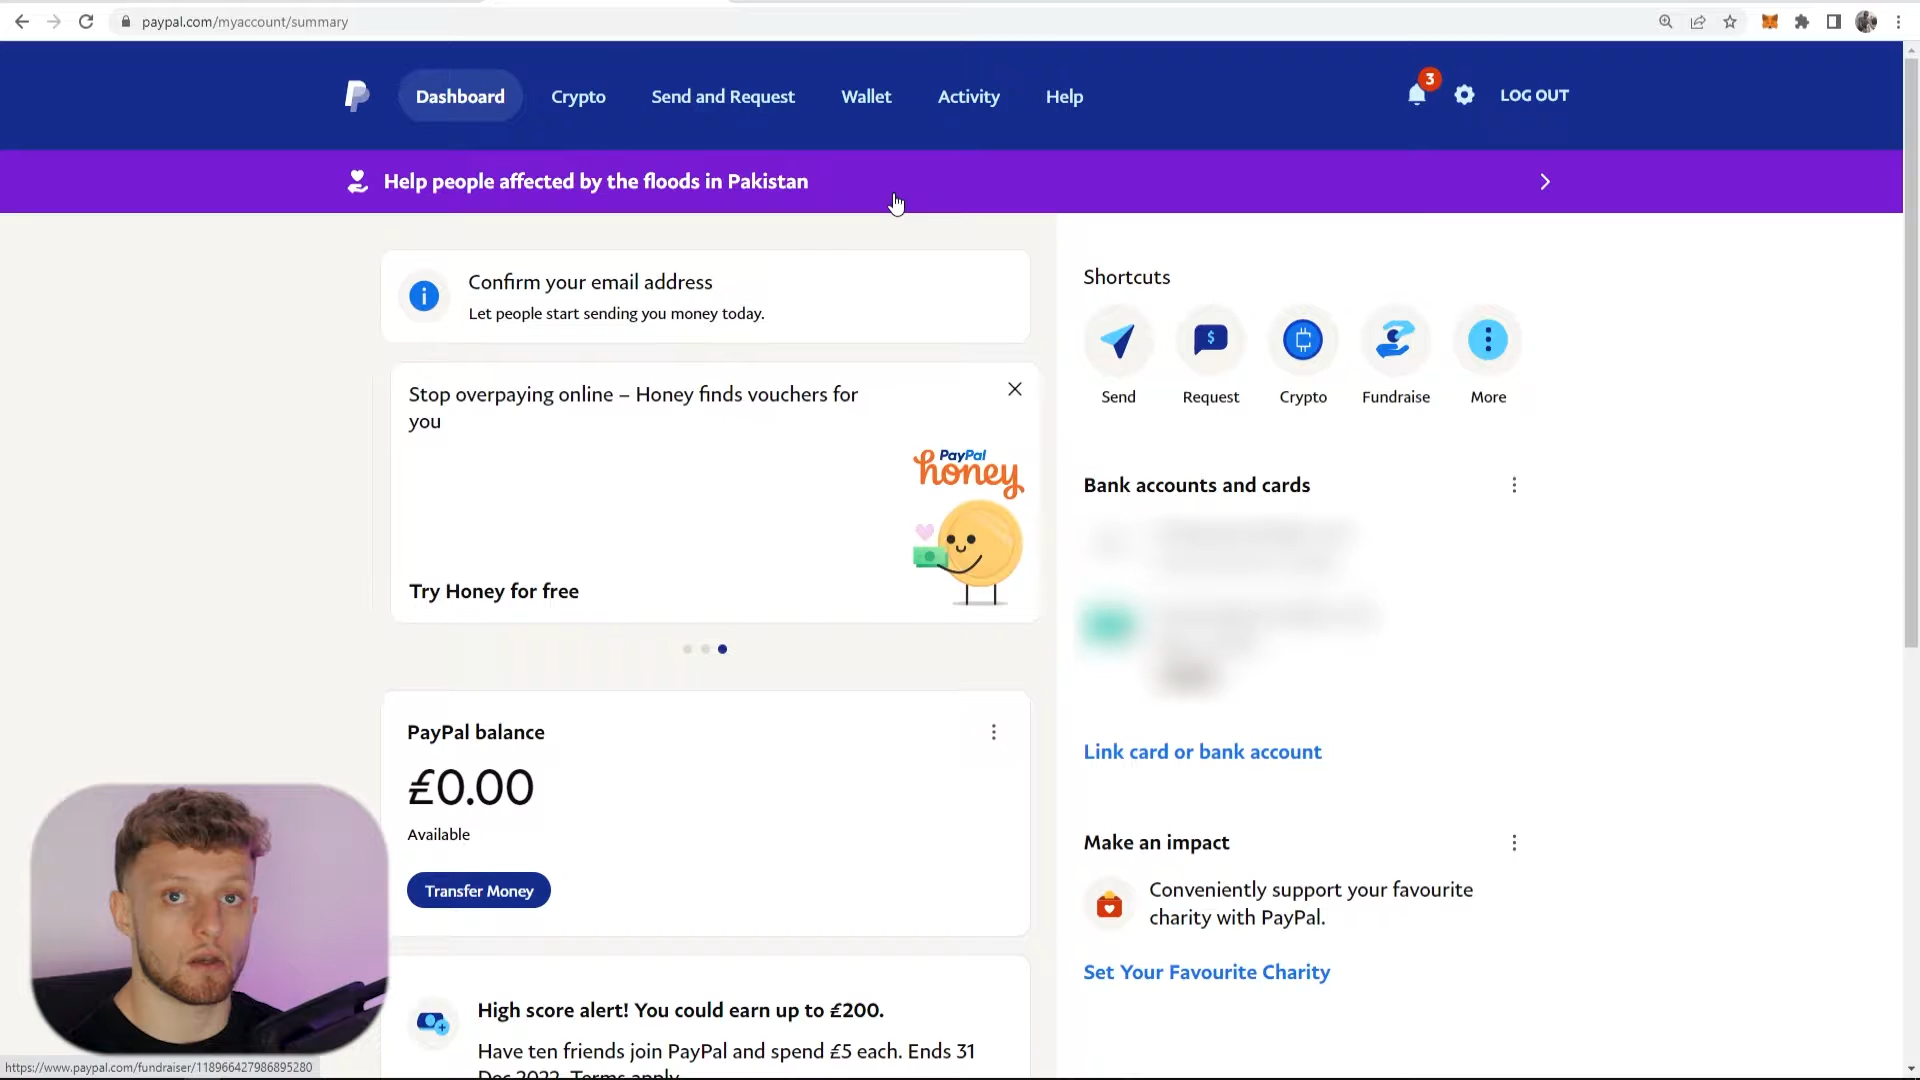 paypal.com/myaccount/summary
Dashboard
Crypto
Send and Request
Wallet
Activity
Help
3
LOG OUT
Help people affected by the floods in Pakistan
Confirm your email address
Let people start sending you money today.
Stop overpaying online – Honey finds vouchers for
you
PayPal
honey
Try Honey for free
PayPal balance
£0.00
Available
Transfer Money
High score alert! You could earn up to £200.
Have ten friends join PayPal and spend £5 each. Ends 31
Dec 2022. Terms apply.
Shortcuts
Send
Request
Crypto
Fundraise
More
Bank accounts and cards
Link card or bank account
Make an impact
Conveniently support your favourite
charity with PayPal.
Set Your Favourite Charity
https://www.paypal.com/fundraiser/118966427986895280